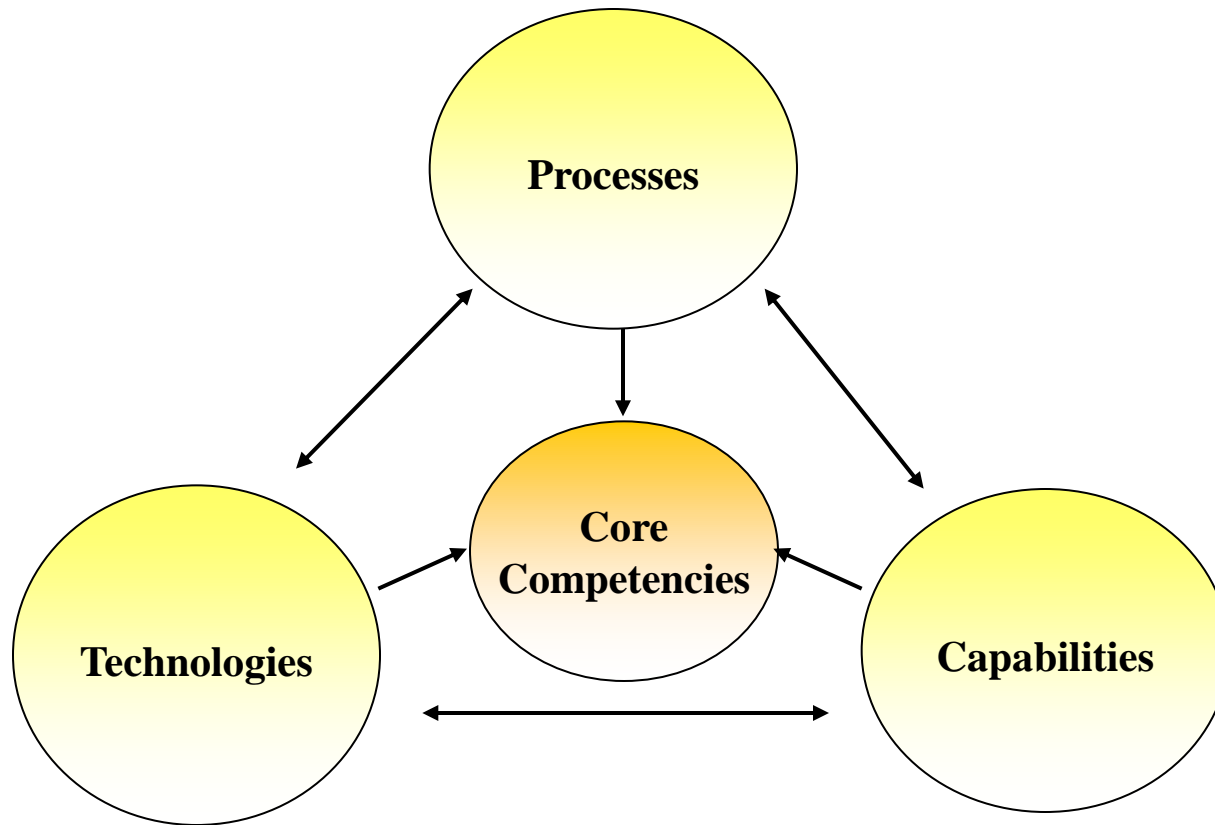 Processes
Core
Competencies
Technologies
Capabilities